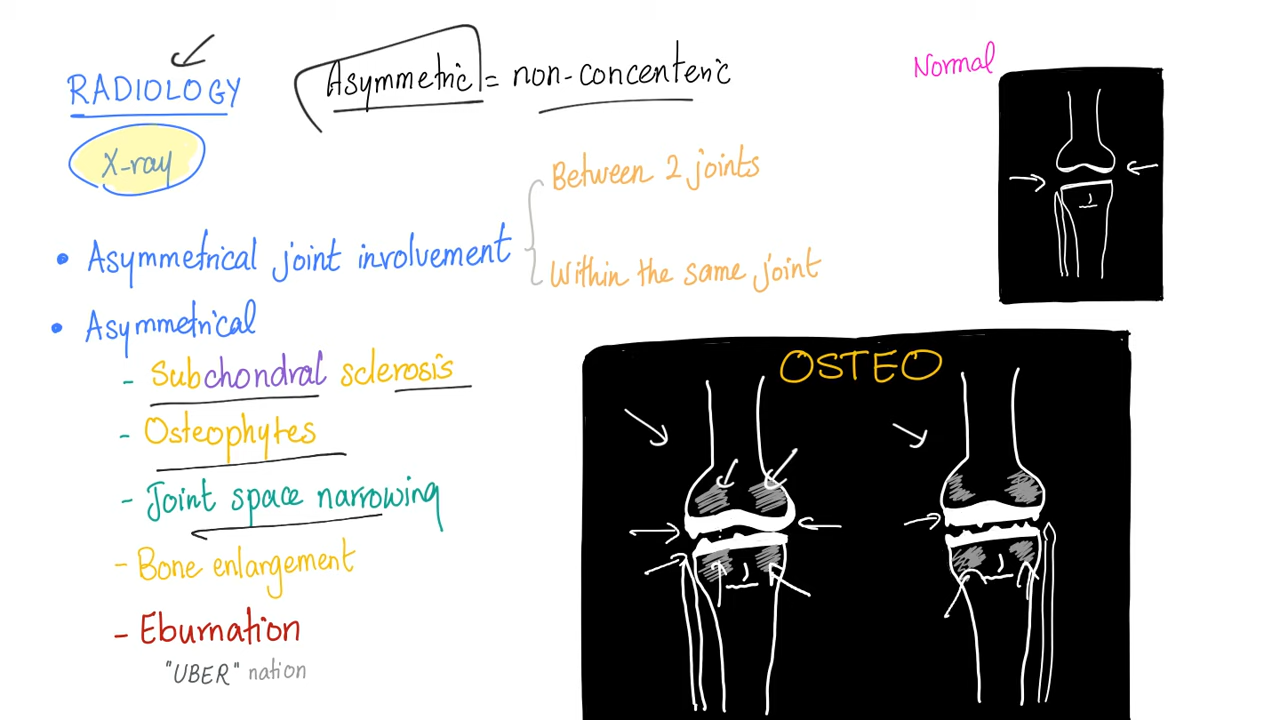 RADIOLOGY
Asymmetric = non-concenteric
Normal
X-ray
Between 2 joints
• Asymmetrical joint involvement
Within the same joint
• Asymmetrical
- Subchondral sclerosis
- Osteophytes
- Joint space narrowing
- Bone enlargement
- Eburnation
"UBER" nation
OSTEO